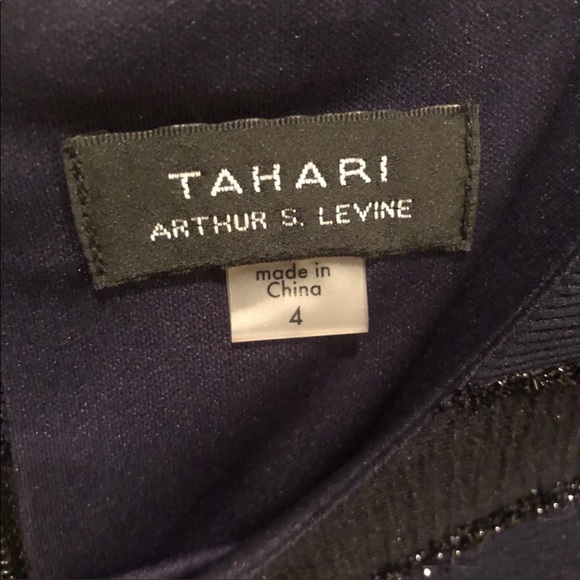 TAHARI
ARTHUR S. LEVINE
made in
China
4